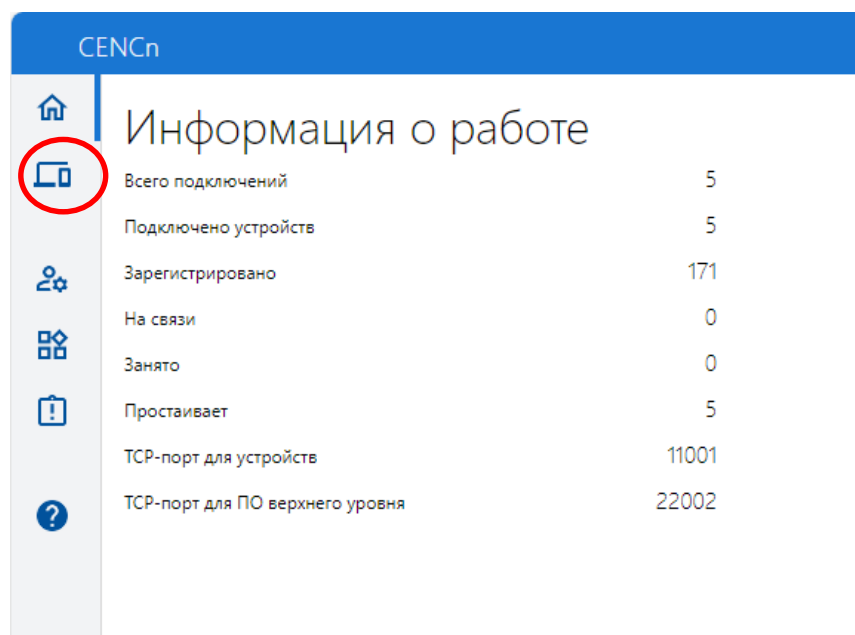 CENCn
Информация о работе
Всего подключений 5
Подключено устройств 5
Зарегистрировано 171
На связи 0
Занято 0
Простаивает 5
TCP-порт для устройств 11001
TCP-порт для ПО верхнего уровня 22002